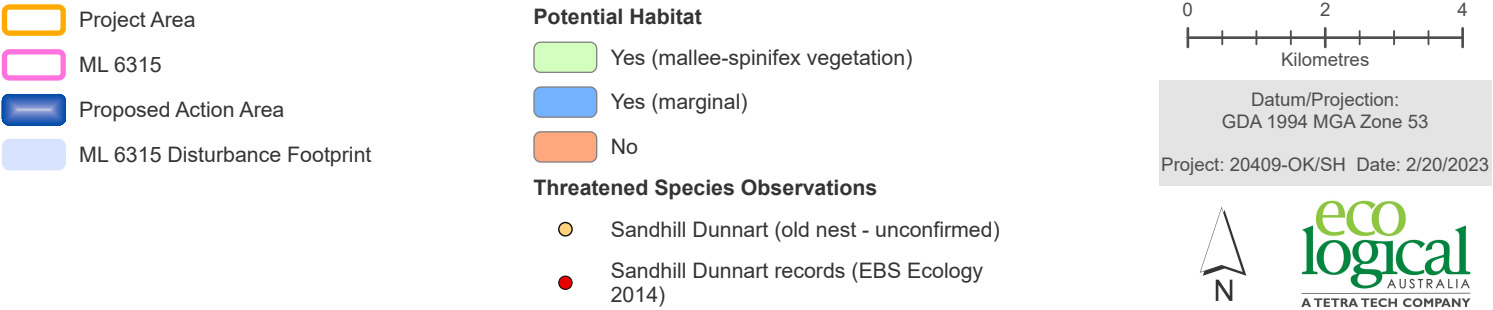 Project Area
ML 6315
Proposed Action Area
ML 6315 Disturbance Footprint
Potential Habitat
Yes (mallee-spinifex vegetation)
Yes (marginal)
No
Threatened Species Observations
Sandhill Dunnart (old nest - unconfirmed)
Sandhill Dunnart records (EBS Ecology
2014)
0 2 4
Kilometres
Datum/Projection:
GDA 1994 MGA Zone 53
Project: 20409-OK/SH Date: 2/20/2023
N
eco
logical
AUSTRALIA
A TETRA TECH COMPANY